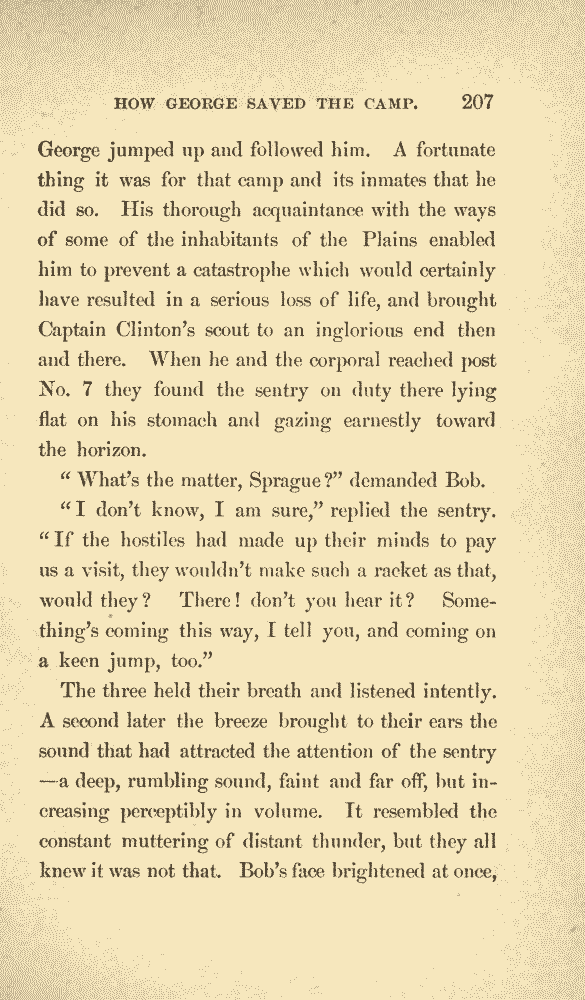 HOW GEORGE SAVED THE CAMP. 207
George jumped up and followed him. A fortunate
thing it was for that camp and its inmates that he
did so. His thorough acquaintance with the ways
of some of the inhabitants of the Plains enabled
him to prevent a catastrophe which would certainly
have resulted in a serious loss of life, and brought
Captain Clinton's scout to an inglorious end then
and there. When he and the corporal reached post
No. 7 they found the sentry on duty there lying
flat on his stomach and gazing earnestly toward
the horizon.
“ What's the matter, Sprague?” demanded Bob.
“ I don't know, I am sure,” replied the sentry.
“ If the hostiles had made up their minds to pay
us a visit, they wouldn't make such a racket as that,
would they? There! don't you hear it? Some-
thing's coming this way, I tell you, and coming on
a keen jump, too.”
The three held their breath and listened intently.
A second later the breeze brought to their ears the
sound that had attracted the attention of the sentry
—a deep, rumbling sound, faint and far off, but in-
creasing perceptibly in volume. It resembled the
constant muttering of distant thunder, but they all
knew it was not that. Bob's face brightened at once,